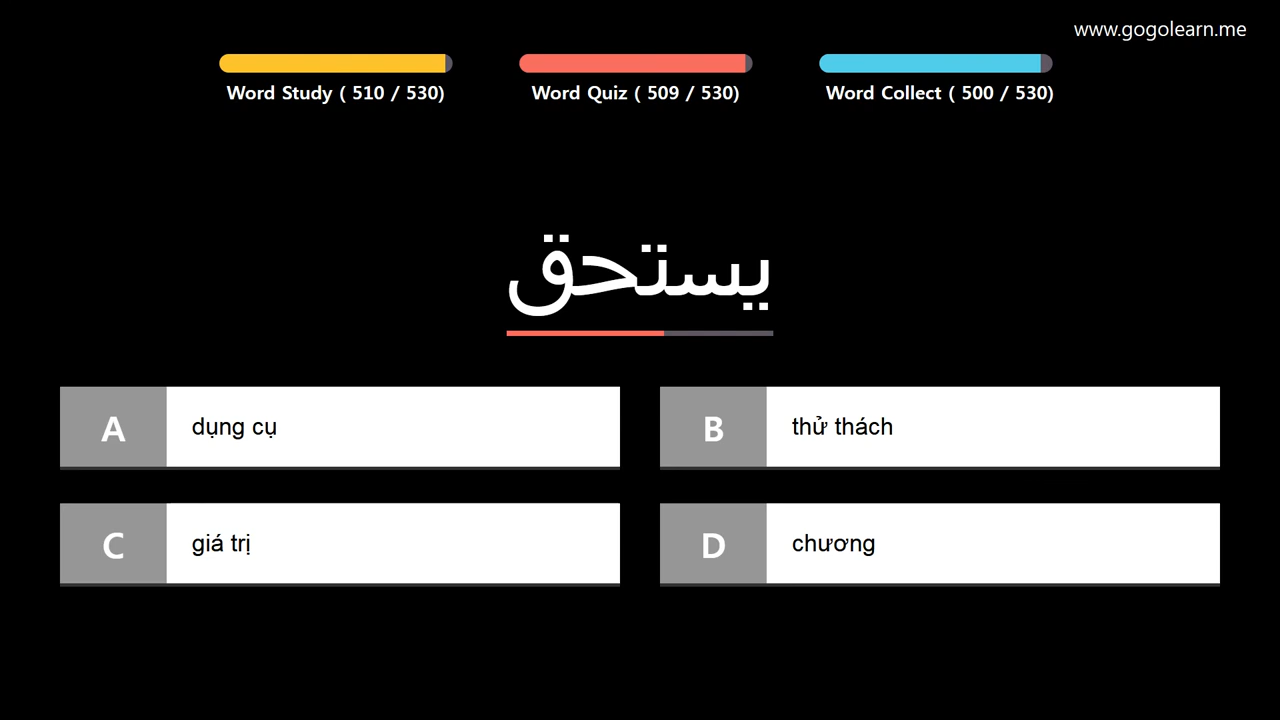 www.gogolearn.me
Word Study ( 510 / 530)
Word Quiz ( 509 / 530)
Word Collect ( 500 / 530)
يستحق
A dụng cụ
B thử thách
C giá trị
D chương